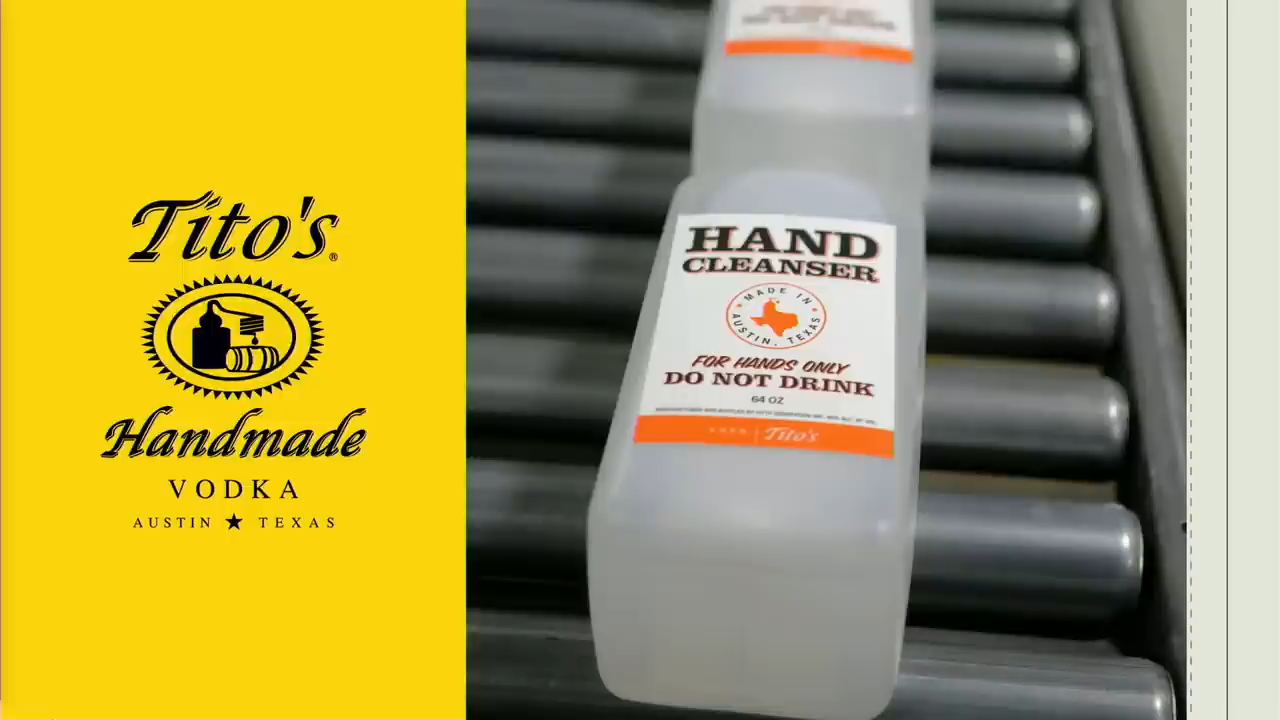 Tito's®
Handmade
VODKA
AUSTIN ★ TEXAS
HAND
CLEANSER
MADE IN
AUSTIN, TEXAS
FOR HANDS ONLY
DO NOT DRINK
64 OZ
Tito's